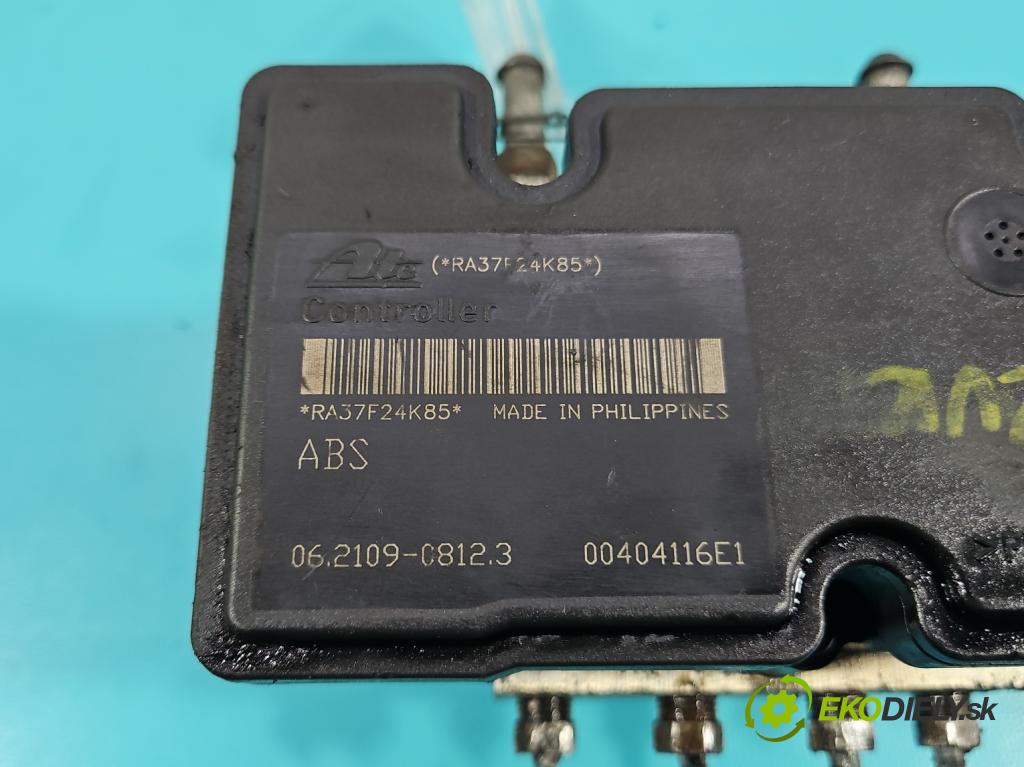 Ate (*RA37F24K85*)
Controller
*RA37F24K85* MADE IN PHILIPPINES
ABS
06.2109-0812.3 00404116E1
EKODIELY.sk